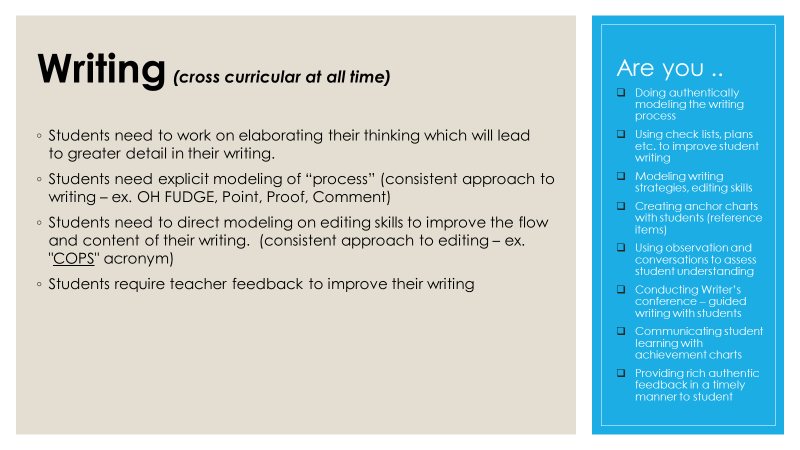 Writing (cross curricular at all time)
◦ Students need to work on elaborating their thinking which will lead
to greater detail in their writing.
◦ Students need explicit modeling of “process” (consistent approach to
writing – ex. OH FUDGE, Point, Proof, Comment)
◦ Students need to direct modeling on editing skills to improve the flow
and content of their writing.  (consistent approach to editing – ex.
"COPS" acronym)
◦ Students require teacher feedback to improve their writing
Are you ..
❑ Doing authentically
modeling the writing
process
❑ Using check lists, plans
etc. to improve student
writing
❑ Modeling writing
strategies, editing skills
❑ Creating anchor charts
with students (reference
items)
❑ Using observation and
conversations to assess
student understanding
❑ Conducting Writer’s
conference – guided
writing with students
❑ Communicating student
learning with
achievement charts
❑ Providing rich authentic
feedback in a timely
manner to student